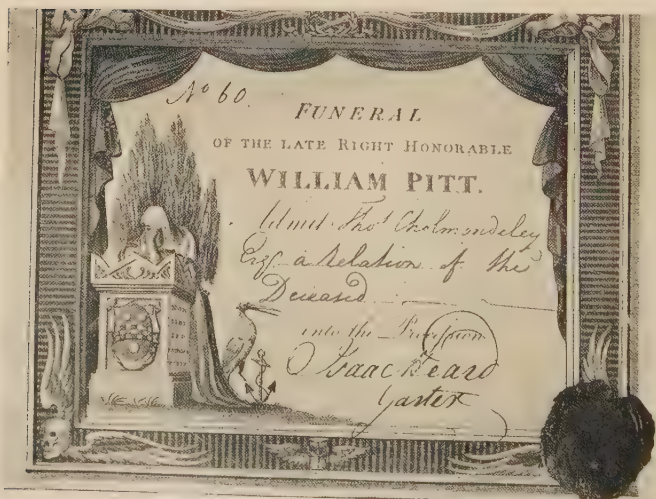 No 60.
FUNERAL
OF THE LATE RIGHT HONORABLE
WILLIAM PITT.
Admit Thos Cholmondeley
Esqr a Relation of the
Deceased
into the Procession
Isaac Heard
Garter